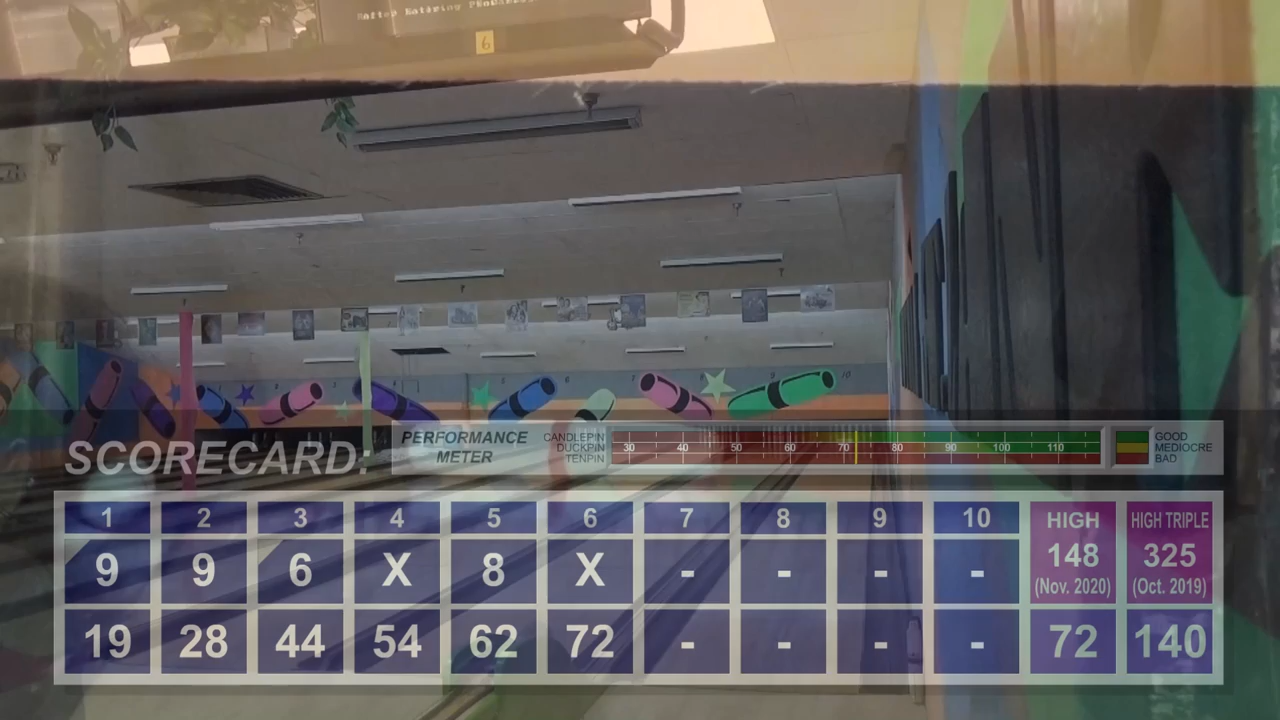 6
SCORECARD:
PERFORMANCE
METER
CANDLEPIN
DUCKPIN
TENPIN
30 40 50 60 70 80 90 100 110
GOOD
MEDIOCRE
BAD
1 2 3 4 5 6 7 8 9 10 HIGH HIGH TRIPLE
9 9 6 X 8 X - - - - 148 325
(Nov. 2020) (Oct. 2019)
19 28 44 54 62 72 - - - - 72 140